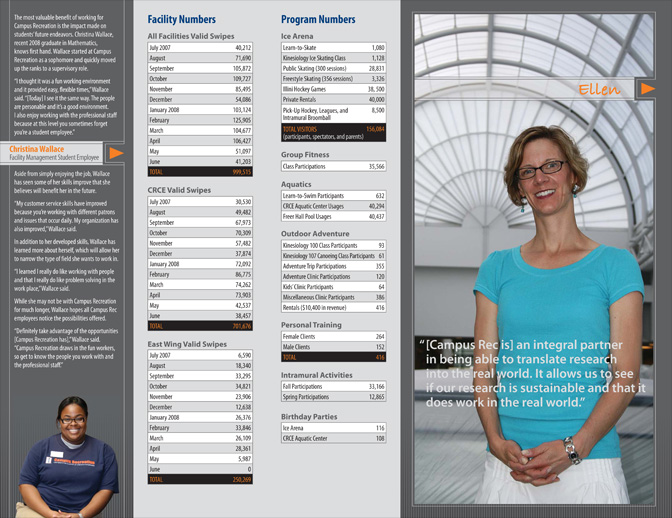 The most valuable benefit of working for
Campus Recreation is the impact made on
students' future endeavors. Christina Wallace,
recent 2008 graduate in Mathematics,
knows first hand. Wallace started at Campus
Recreation as a sophomore and quickly moved
up the ranks to a supervisory role.
"I thought it was a fun working environment
and it provided easy, flexible times," Wallace
said. "[Today] I see it the same way. The people
are personable and it's a good environment.
I also enjoy working with the professional staff
because at this level you sometimes forget
you're a student employee."
Christina Wallace
Facility Management Student Employee
Aside from simply enjoying the job, Wallace
has seen some of her skills improve that she
believes will benefit her in the future.
"My customer service skills have improved
because you're working with different patrons
and issues that occur daily. My organization has
also improved," Wallace said.
In addition to her developed skills, Wallace has
learned more about herself, which will allow her
to narrow the type of field she wants to work in.
"I learned I really do like working with people
and that I really do like problem solving in the
work place," Wallace said.
While she may not be with Campus Recreation
for much longer, Wallace hopes all Campus Rec
employees notice the possibilities offered.
"Definitely take advantage of the opportunities
[Campus Recreation has]," Wallace said.
"Campus Recreation draws in the fun workers,
so get to know the people you work with and
the professional staff."
Campus Recreation
Facility Numbers
All Facilities Valid Swipes
July 2007 40,212
August 71,690
September 105,872
October 109,727
November 85,495
December 54,086
January 2008 103,124
February 125,905
March 104,677
April 106,427
May 51,097
June 41,203
TOTAL 999,515
CRCE Valid Swipes
July 2007 30,530
August 49,482
September 67,973
October 70,309
November 57,482
December 37,874
January 2008 72,092
February 86,775
March 74,262
April 73,903
May 42,537
June 38,457
TOTAL 701,676
East Wing Valid Swipes
July 2007 6,590
August 18,340
September 33,295
October 34,821
November 23,906
December 12,638
January 2008 26,376
February 33,846
March 26,109
April 28,361
May 5,987
June 0
TOTAL 250,269
Program Numbers
Ice Arena
Learn-to-Skate 1,080
Kinesiology Ice Skating Class 1,128
Public Skating (300 sessions) 28,831
Freestyle Skating (356 sessions) 3,326
Illini Hockey Games 38, 500
Private Rentals 40,000
Pick-Up Hockey, Leagues, and 8,500
Intramural Broomball
TOTAL VISITORS 156,084
(participants, spectators, and parents)
Group Fitness
Class Participations 35,566
Aquatics
Learn-to-Swim Participants 632
CRCE Aquatic Center Usages 40,294
Freer Hall Pool Usages 40,437
Outdoor Adventure
Kinesiology 100 Class Participants 93
Kinesiology 107 Canoeing Class Participants 61
Adventure Trip Participations 355
Adventure Clinic Participations 120
Kids' Clinic Participants 64
Miscellaneous Clinic Participants 386
Rentals ($10,400 in revenue) 416
Personal Training
Female Clients 264
Male Clients 152
TOTAL 416
Intramural Activities
Fall Participations 33,166
Spring Participations 12,865
Birthday Parties
Ice Arena 116
CRCE Aquatic Center 108
Ellen
"[Campus Rec is] an integral partner
in being able to translate research
into the real world. It allows us to see
if our research is sustainable and that it
does work in the real world."